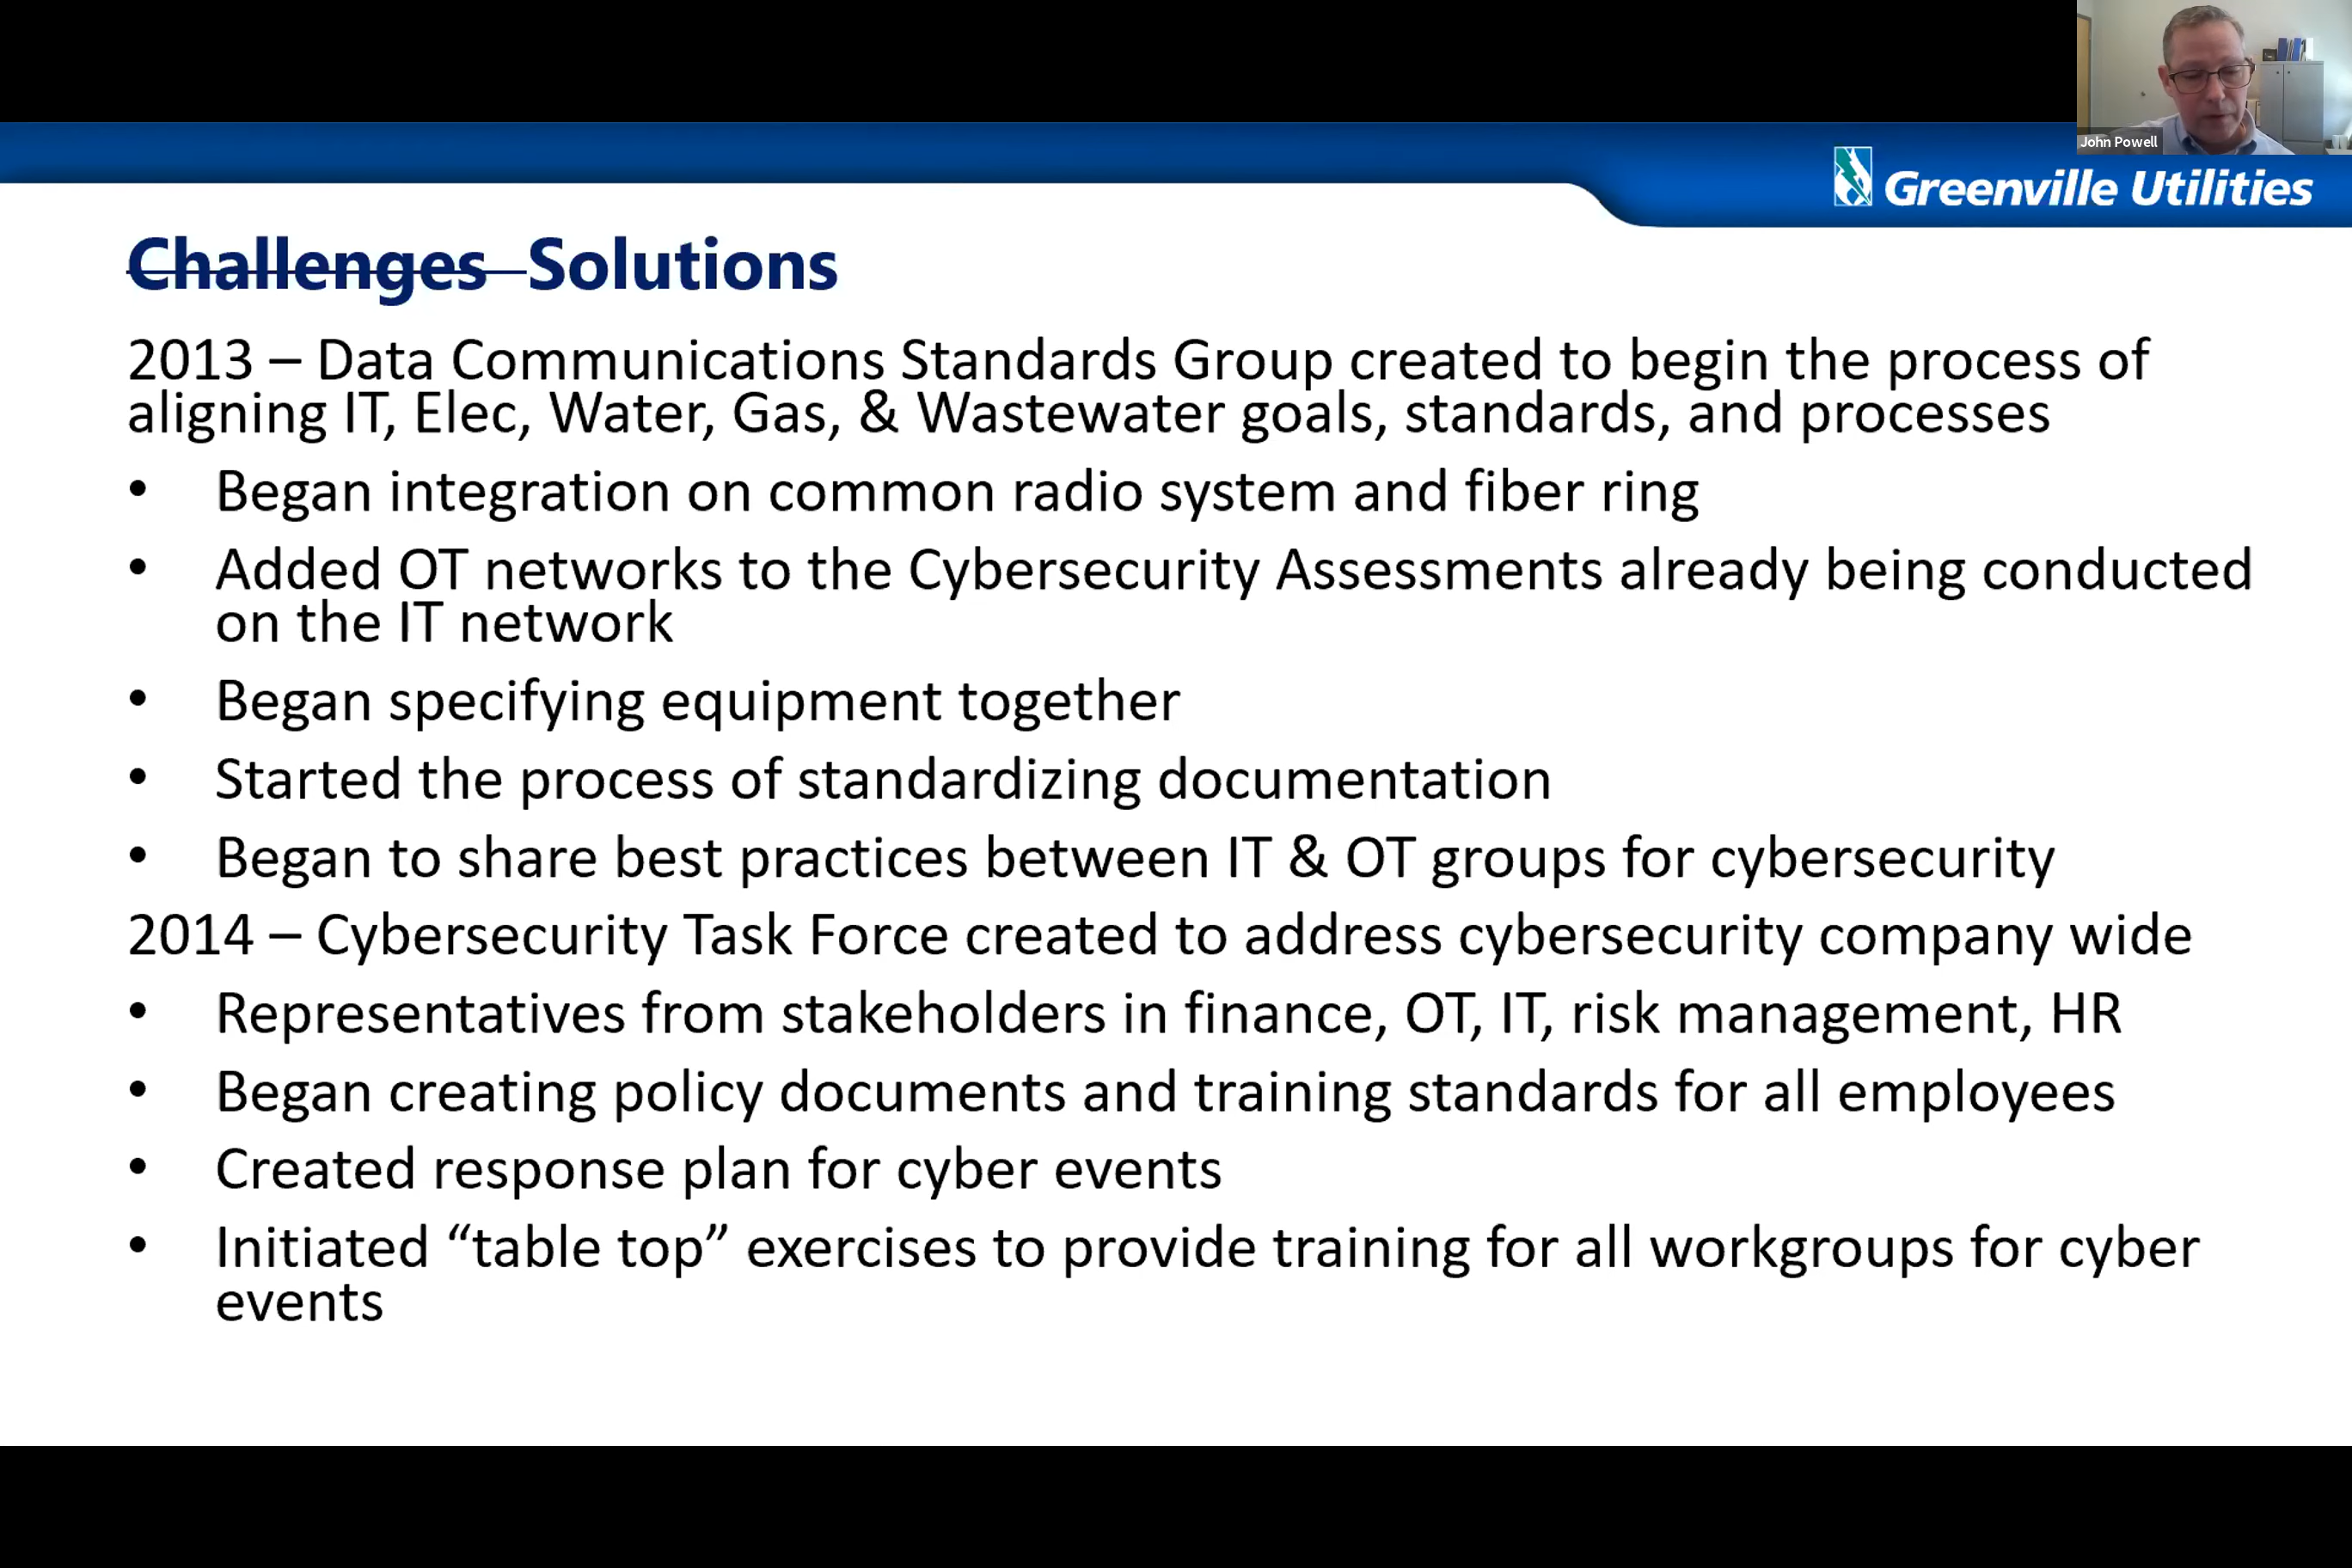 John Powell
Greenville Utilities
Challenges Solutions
2013 – Data Communications Standards Group created to begin the process of
aligning IT, Elec, Water, Gas, & Wastewater goals, standards, and processes
• Began integration on common radio system and fiber ring
• Added OT networks to the Cybersecurity Assessments already being conducted
on the IT network
• Began specifying equipment together
• Started the process of standardizing documentation
• Began to share best practices between IT & OT groups for cybersecurity
2014 – Cybersecurity Task Force created to address cybersecurity company wide
• Representatives from stakeholders in finance, OT, IT, risk management, HR
• Began creating policy documents and training standards for all employees
• Created response plan for cyber events
• Initiated “table top” exercises to provide training for all workgroups for cyber
events